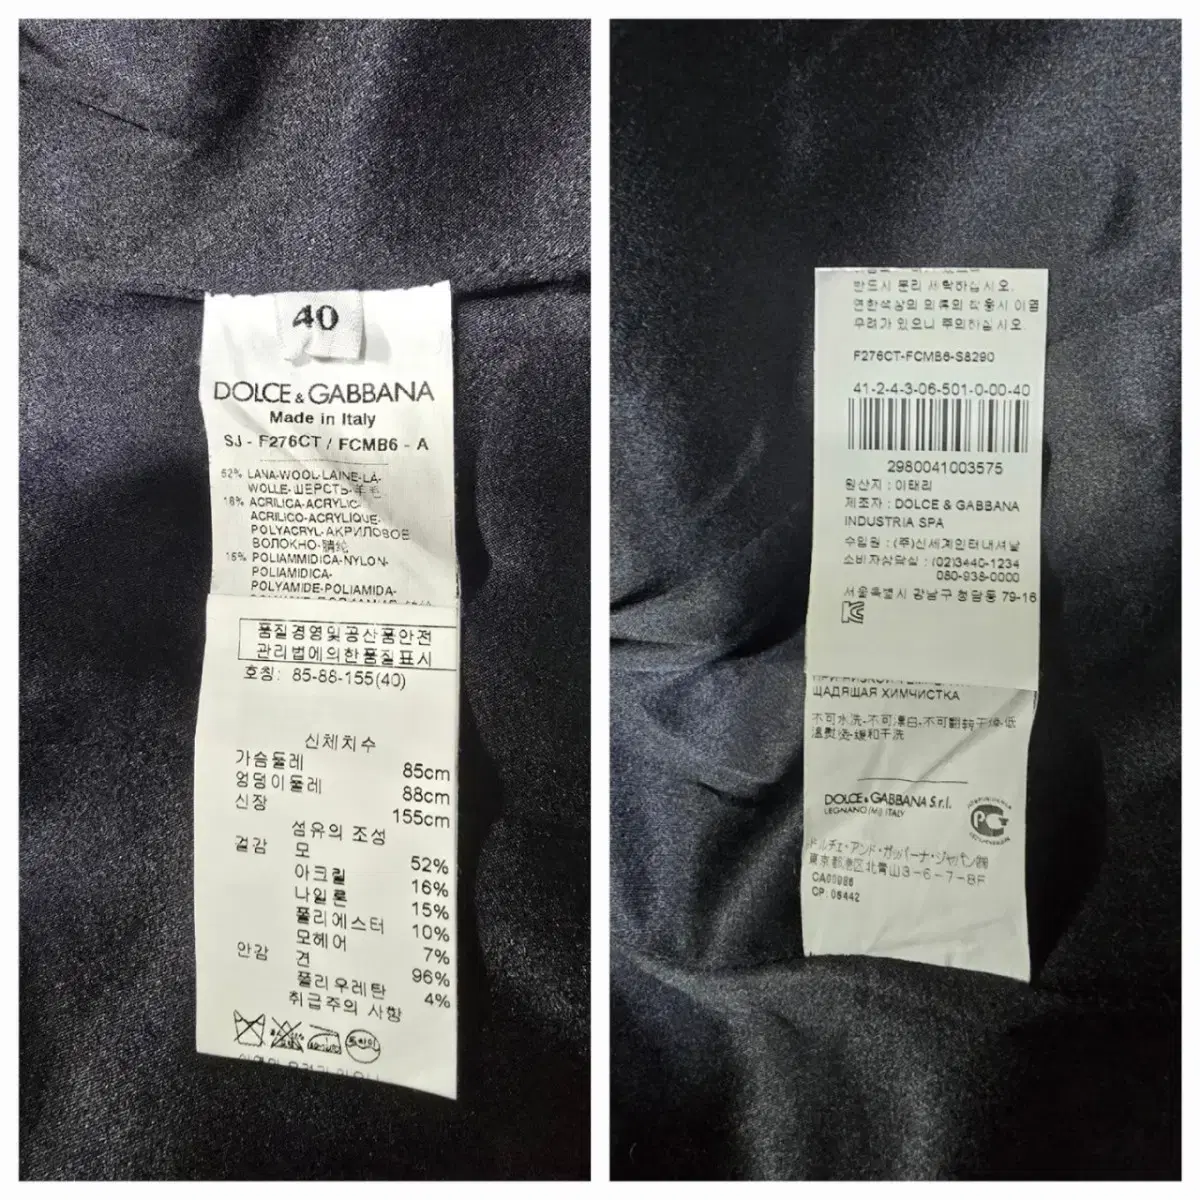 40
DOLCE & GABBANA
Made in Italy
SJ - F276CT / FCMB6 - A
52% LANA-WOOL-LAINE-LÃ-
WOLLE-ШЕРСТЬ-羊毛
16% ACRILICA-ACRYLIC-
ACRILICO-ACRYLIQUE-
POLYACRYL-АКРИЛОВОЕ
ВОЛОКНО-腈纶
15% POLIAMMIDICA-NYLON-
POLIAMIDICA-
POLYAMIDE-POLIAMIDA-
품질경영및공산품안전
관리법에의한품질표시
호칭: 85-88-155(40)
신체치수
가슴둘레 85cm
엉덩이둘레 88cm
신장 155cm
섬유의 조성
겉감 모 52%
아크릴 16%
나일론 15%
폴리에스터 10%
모헤어 7%
안감 견 96%
폴리우레탄 4%
취급주의 사항
드라이
반드시 분리 세탁하십시오.
연한색상의 의류의 착용시 이염
우려가 있으니 주의하십시오.
F276CT-FCMB6-S8290
41-2-4-3-06-501-0-00-40
2980041003575
원산지 : 이태리
제조자 : DOLCE & GABBANA
INDUSTRIA SPA
수입원 : (주)신세계인터내셔날
소비자상담실 : (02)3440-1234
080-938-0000
서울특별시 강남구 청담동 79-16
ЩАДЯЩАЯ ХИМЧИСТКА
不可水洗-不可漂白-不可翻转干燥-低
温熨烫-缓和干洗
DOLCE & GABBANA S.r.l.
LEGNANO (MI) ITALY
PG
ドルチェ・アンド・ガッバーナ・ジャパン㈱
東京都港区北青山3-6-7-8F
CA00986
CP: 06442